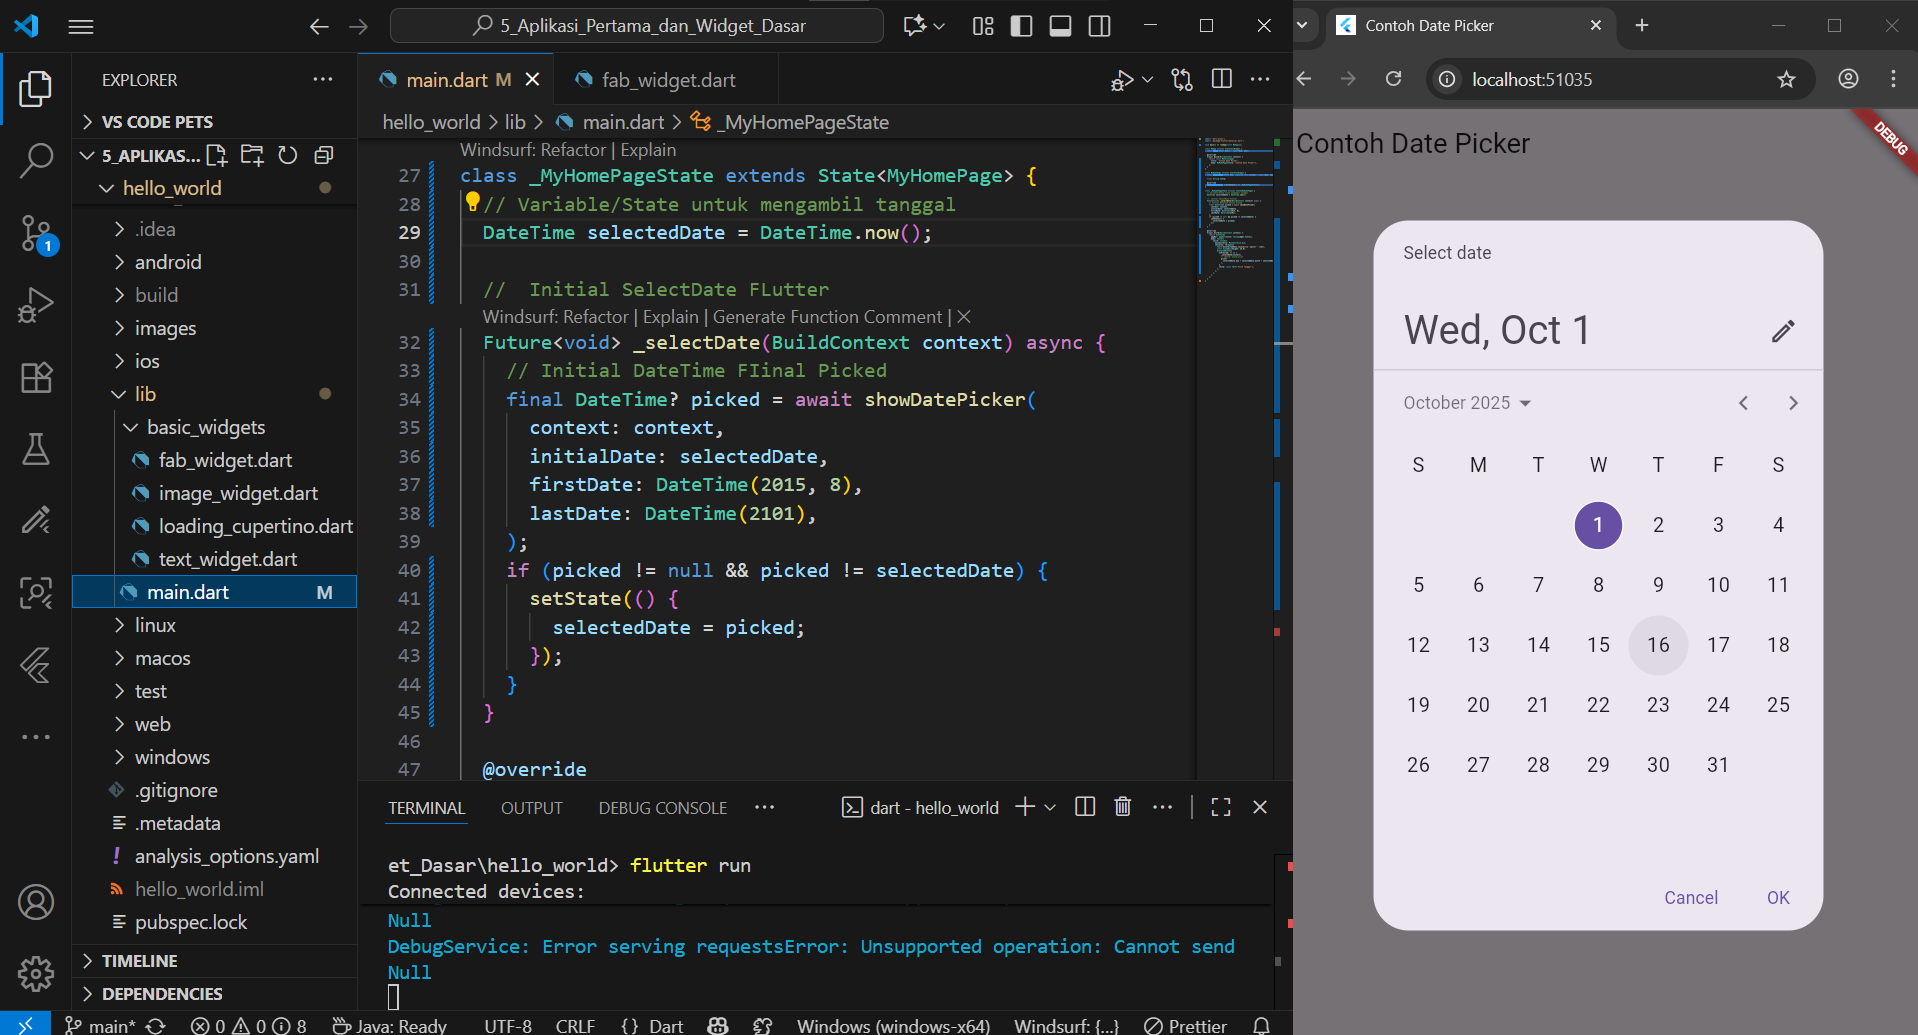 5_Aplikasi_Pertama_dan_Widget_Dasar
EXPLORER
VS CODE PETS
5_APLIKAS...
hello_world
.idea
android
build
images
ios
lib
basic_widgets
fab_widget.dart
image_widget.dart
loading_cupertino.dart
text_widget.dart
main.dart M
linux
macos
test
web
windows
.gitignore
.metadata
! analysis_options.yaml
hello_world.iml
pubspec.lock
TIMELINE
DEPENDENCIES
1
main.dart M
fab_widget.dart
hello_world > lib > main.dart > _MyHomePageState
Windsurf: Refactor | Explain
27 class _MyHomePageState extends State<MyHomePage> {
28 // Variable/State untuk mengambil tanggal
29 DateTime selectedDate = DateTime.now();
30
31 //  Initial SelectDate FLutter
Windsurf: Refactor | Explain | Generate Function Comment | X
32 Future<void> _selectDate(BuildContext context) async {
33 // Initial DateTime FIinal Picked
34 final DateTime? picked = await showDatePicker(
35 context: context,
36 initialDate: selectedDate,
37 firstDate: DateTime(2015, 8),
38 lastDate: DateTime(2101),
39 );
40 if (picked != null && picked != selectedDate) {
41 setState(() {
42 selectedDate = picked;
43 });
44 }
45 }
46
47 @override
TERMINAL OUTPUT DEBUG CONSOLE
dart - hello_world
et_Dasar\hello_world> flutter run
Connected devices:
Null
DebugService: Error serving requestsError: Unsupported operation: Cannot send
Null
main* 0 0 8 Java: Ready UTF-8 CRLF {} Dart Windows (windows-x64) Windsurf: {...} Prettier
Contoh Date Picker
localhost:51035
DEBUG
Contoh Date Picker
Select date
Wed, Oct 1
October 2025
S M T W T F S
1 2 3 4
5 6 7 8 9 10 11
12 13 14 15 16 17 18
19 20 21 22 23 24 25
26 27 28 29 30 31
Cancel OK